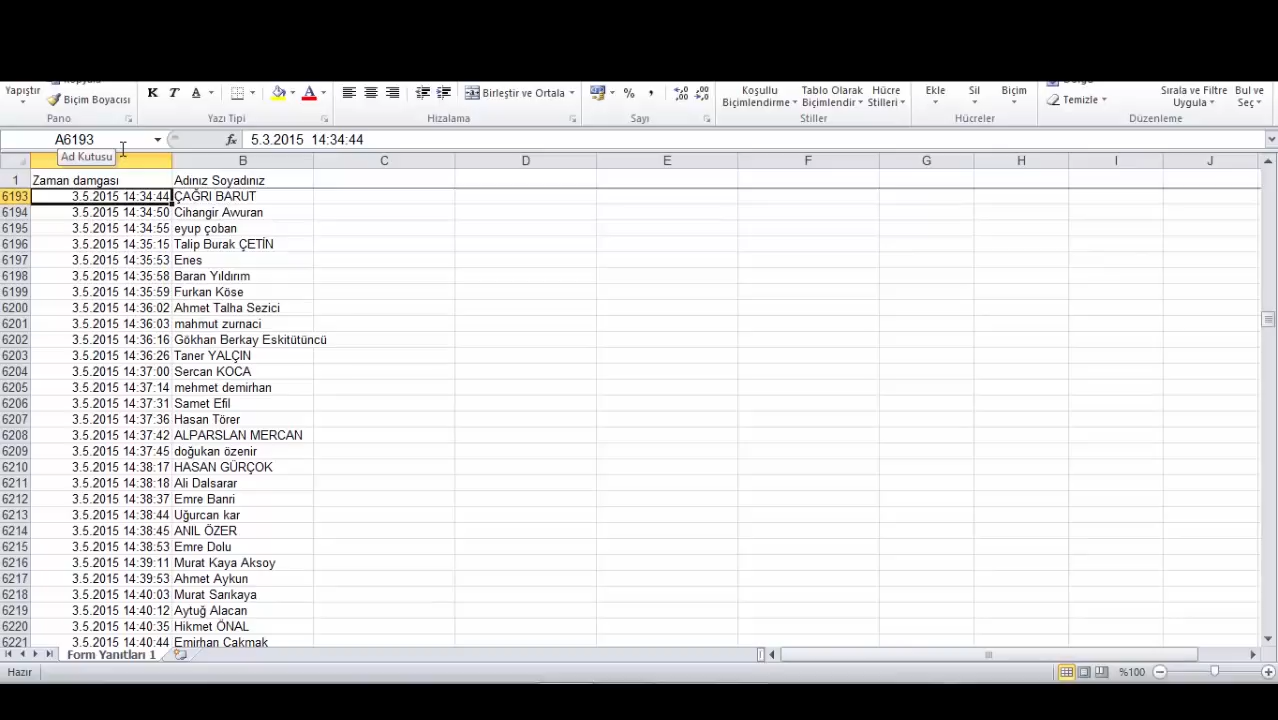 Yapıştır
Biçim Boyacısı
K T A
Birleştir ve Ortala
%
Koşullu Biçimlendirme
Tablo Olarak Biçimlendir
Hücre Stilleri
Ekle
Sil
Biçim
Temizle
Sırala ve Filtre Uygula
Bul ve Seç
Pano
Yazı Tipi
Hizalama
Sayı
Stiller
Hücreler
Düzenleme
A6193
fx
5.3.2015 14:34:44
Ad Kutusu
B C D E F G H I J
1 Zaman damgası Adınız Soyadınız
6193 3.5.2015 14:34:44 ÇAĞRI BARUT
6194 3.5.2015 14:34:50 Cihangir Avvuran
6195 3.5.2015 14:34:55 eyup çoban
6196 3.5.2015 14:35:15 Talip Burak ÇETİN
6197 3.5.2015 14:35:53 Enes
6198 3.5.2015 14:35:58 Baran Yıldırım
6199 3.5.2015 14:35:59 Furkan Köse
6200 3.5.2015 14:36:02 Ahmet Talha Sezici
6201 3.5.2015 14:36:03 mahmut zurnaci
6202 3.5.2015 14:36:16 Gökhan Berkay Eskitütüncü
6203 3.5.2015 14:36:26 Taner YALÇIN
6204 3.5.2015 14:37:00 Sercan KOCA
6205 3.5.2015 14:37:14 mehmet demirhan
6206 3.5.2015 14:37:31 Samet Efil
6207 3.5.2015 14:37:36 Hasan Törer
6208 3.5.2015 14:37:42 ALPARSLAN MERCAN
6209 3.5.2015 14:37:45 doğukan özenir
6210 3.5.2015 14:38:17 HASAN GÜRÇOK
6211 3.5.2015 14:38:18 Ali Dalsarar
6212 3.5.2015 14:38:37 Emre Banri
6213 3.5.2015 14:38:44 Uğurcan kar
6214 3.5.2015 14:38:45 ANIL ÖZER
6215 3.5.2015 14:38:53 Emre Dolu
6216 3.5.2015 14:39:11 Murat Kaya Aksoy
6217 3.5.2015 14:39:53 Ahmet Aykun
6218 3.5.2015 14:40:03 Murat Sarıkaya
6219 3.5.2015 14:40:12 Aytuğ Alacan
6220 3.5.2015 14:40:35 Hikmet ÖNAL
6221 3.5.2015 14:40:44 Emirhan Çakmak
Form Yanıtları 1
Hazır
%100